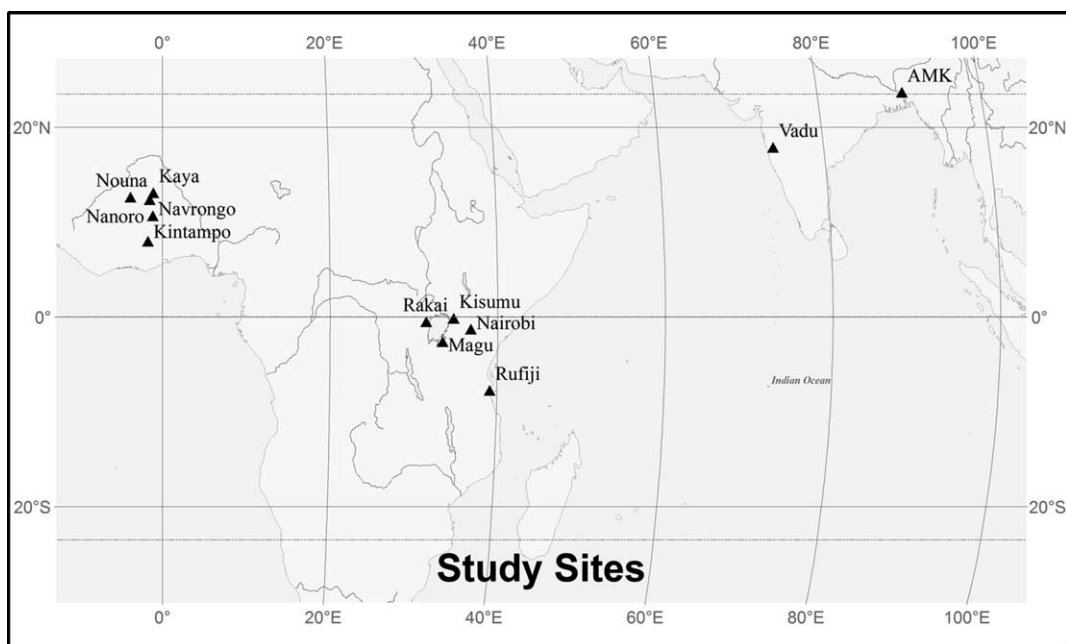 0° 20°E 40°E 60°E 80°E 100°E
AMK
20°N 20°N
Vadu
Nouna Kaya
Nanoro Navrongo
Kintampo
Rakai Kisumu
0° 0°
Nairobi
Magu
Rufiji
Indian Ocean
20°S 20°S
Study Sites
0° 20°E 40°E 60°E 80°E 100°E